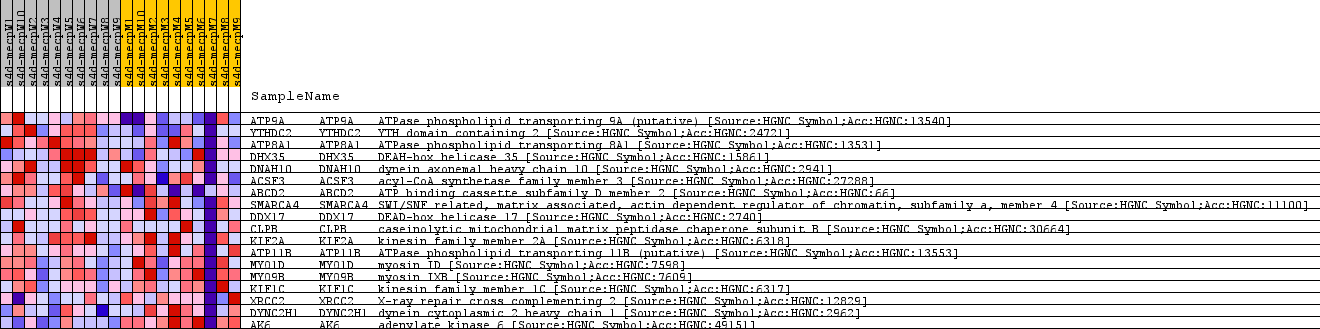 s4d-mecpW1
s4d-mecpW10
s4d-mecpW2
s4d-mecpW3
s4d-mecpW4
s4d-mecpW5
s4d-mecpW6
s4d-mecpW7
s4d-mecpW8
s4d-mecpW9
s4d-mecpM1
s4d-mecpM10
s4d-mecpM2
s4d-mecpM3
s4d-mecpM4
s4d-mecpM5
s4d-mecpM6
s4d-mecpM7
s4d-mecpM8
s4d-mecpM9
SampleName
ATP9A ATP9A ATPase phospholipid transporting 9A (putative) [Source:HGNC Symbol;Acc:HGNC:13540]
YTHDC2 YTHDC2 YTH domain containing 2 [Source:HGNC Symbol;Acc:HGNC:24721]
ATP8A1 ATP8A1 ATPase phospholipid transporting 8A1 [Source:HGNC Symbol;Acc:HGNC:13531]
DHX35 DHX35 DEAH-box helicase 35 [Source:HGNC Symbol;Acc:HGNC:15861]
DNAH10 DNAH10 dynein axonemal heavy chain 10 [Source:HGNC Symbol;Acc:HGNC:2941]
ACSF3 ACSF3 acyl-CoA synthetase family member 3 [Source:HGNC Symbol;Acc:HGNC:27288]
ABCD2 ABCD2 ATP binding cassette subfamily D member 2 [Source:HGNC Symbol;Acc:HGNC:66]
SMARCA4 SMARCA4 SWI/SNF related, matrix associated, actin dependent regulator of chromatin, subfamily a, member 4 [Source:HGNC Symbol;Acc:HGNC:11100]
DDX17 DDX17 DEAD-box helicase 17 [Source:HGNC Symbol;Acc:HGNC:2740]
CLPB CLPB caseinolytic mitochondrial matrix peptidase chaperone subunit B [Source:HGNC Symbol;Acc:HGNC:30664]
KIF2A KIF2A kinesin family member 2A [Source:HGNC Symbol;Acc:HGNC:6318]
ATP11B ATP11B ATPase phospholipid transporting 11B (putative) [Source:HGNC Symbol;Acc:HGNC:13553]
MYO1D MYO1D myosin ID [Source:HGNC Symbol;Acc:HGNC:7598]
MYO9B MYO9B myosin IXB [Source:HGNC Symbol;Acc:HGNC:7609]
KIF1C KIF1C kinesin family member 1C [Source:HGNC Symbol;Acc:HGNC:6317]
XRCC2 XRCC2 X-ray repair cross complementing 2 [Source:HGNC Symbol;Acc:HGNC:12829]
DYNC2H1 DYNC2H1 dynein cytoplasmic 2 heavy chain 1 [Source:HGNC Symbol;Acc:HGNC:2962]
AK6 AK6 adenylate kinase 6 [Source:HGNC Symbol;Acc:HGNC:49151]